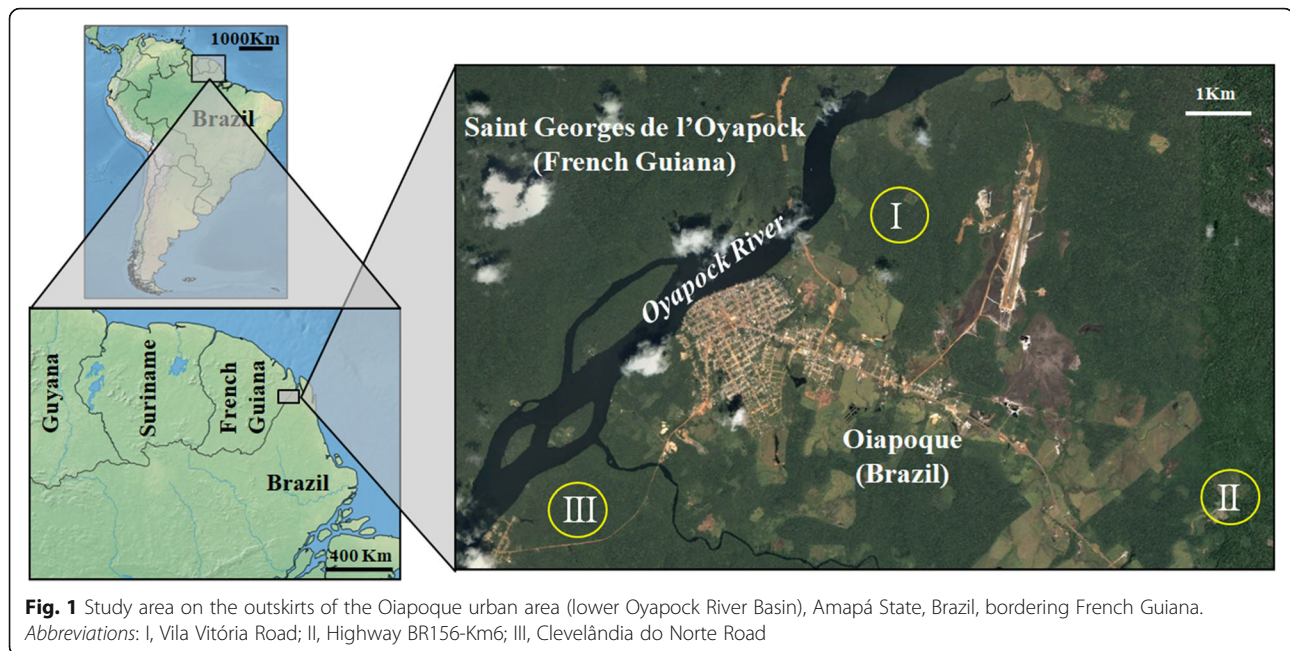 1000Km
Brazil
Guyana
Suriname
French
Guiana
Brazil
400 Km
1Km
Saint Georges de l'Oyapock
(French Guiana)
I
Oyapock River
Oiapoque
(Brazil)
II
III
Fig. 1 Study area on the outskirts of the Oiapoque urban area (lower Oyapock River Basin), Amapá State, Brazil, bordering French Guiana.
Abbreviations: I, Vila Vitória Road; II, Highway BR156-Km6; III, Clevelândia do Norte Road